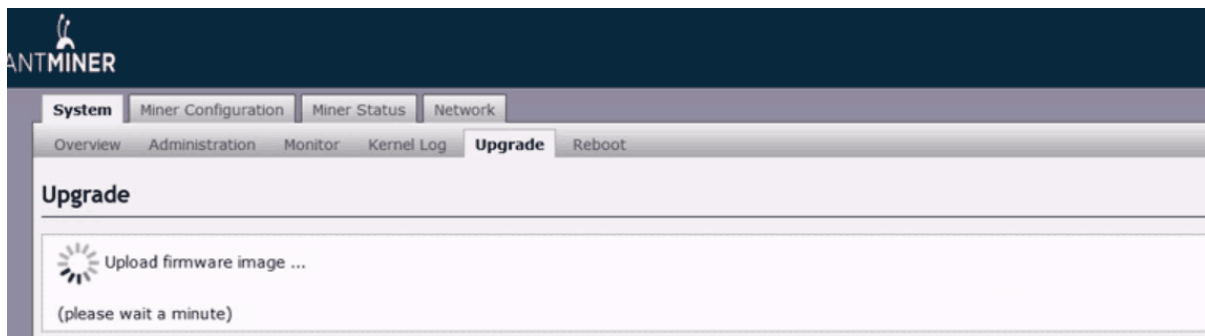 ANTMINER
System Miner Configuration Miner Status Network
Overview Administration Monitor Kernel Log Upgrade Reboot
Upgrade
Upload firmware image ...
(please wait a minute)